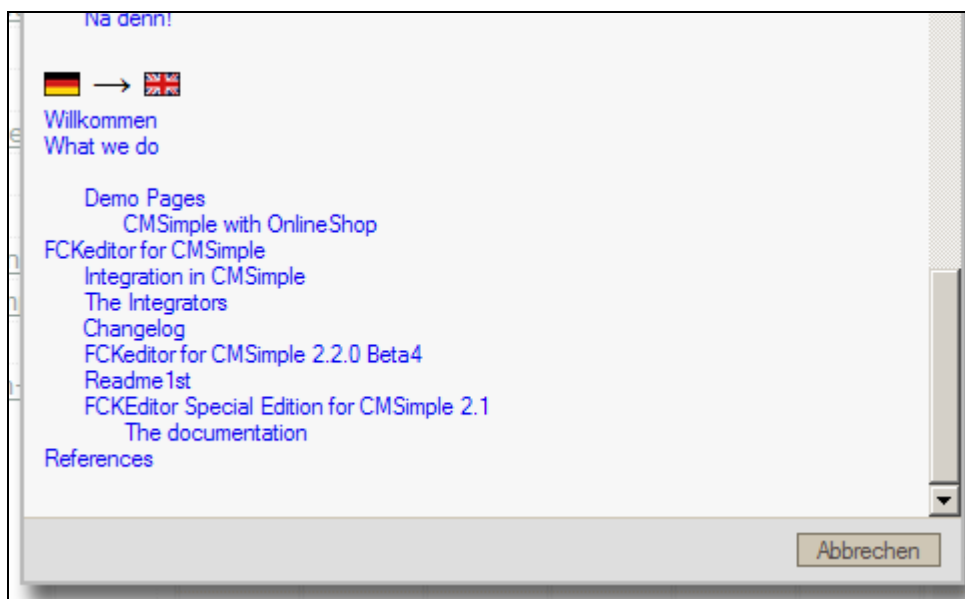 Na denn!
→
Willkommen
What we do
Demo Pages
CMSimple with OnlineShop
FCKeditor for CMSimple
Integration in CMSimple
The Integrators
Changelog
FCKeditor for CMSimple 2.2.0 Beta4
Readme1st
FCKEditor Special Edition for CMSimple 2.1
The documentation
References
Abbrechen